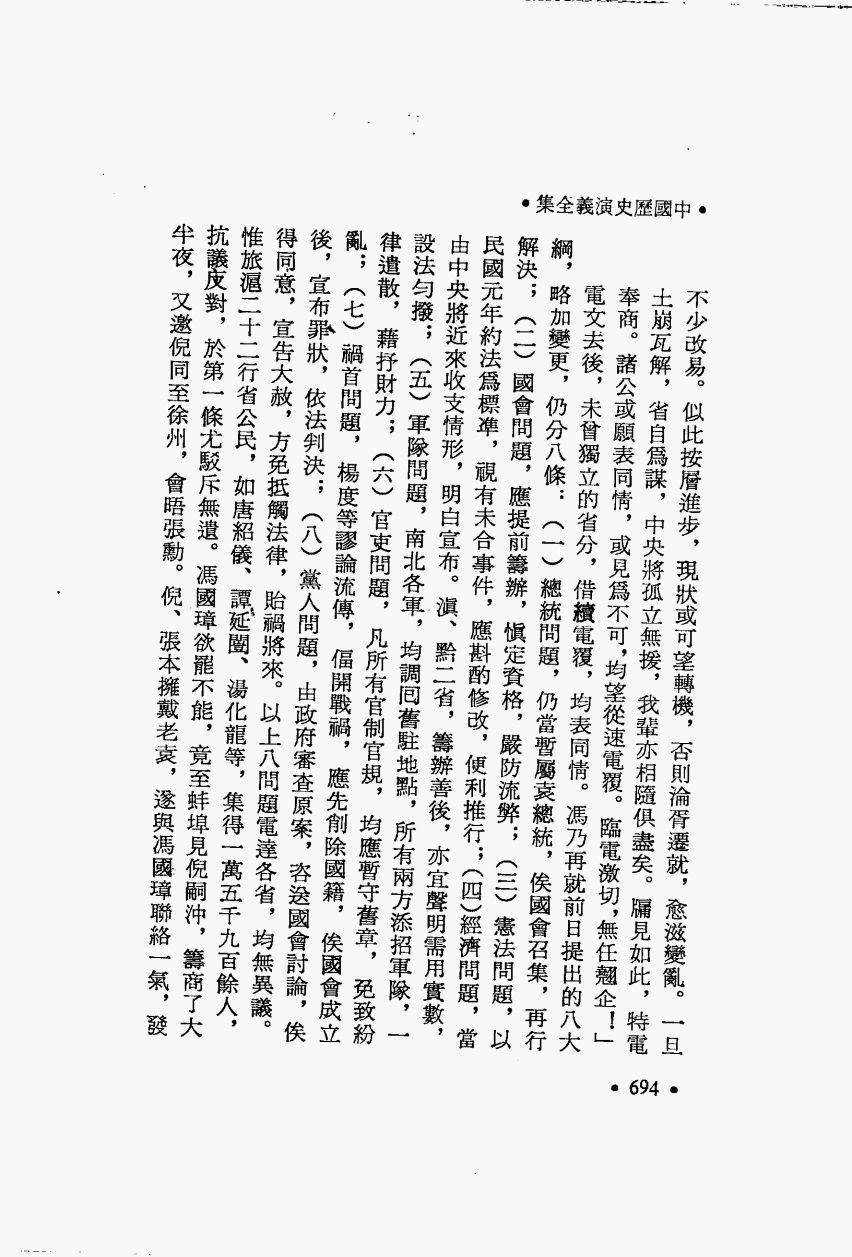 •中國歷史演義全集•
不少改易。似此按層進步，現狀或可望轉機，否則淪胥遷就，愈滋變亂。一旦
土崩瓦解，省自爲謀，中央將孤立無援，我輩亦相隨俱盡矣。牖見如此，特電
奉商。諸公或願表同情，或見爲不可，均望從速電覆。臨電激切，無任翹企！」
電文去後，未曾獨立的省分，借續電覆，均表同情。馮乃再就前日提出的八大
綱，略加變更，仍分八條：（一）總統問題，仍當暫屬袁總統，俟國會召集，再行
解決；（二）國會問題，應提前籌辦，愼定資格，嚴防流弊；（三）憲法問題，以
民國元年約法爲標準，視有未合事件，應斟酌修改，便利推行；（四）經濟問題，當
由中央將近來收支情形，明白宣布。滇、黔二省，籌辦善後，亦宜聲明需用實數，
設法勻撥；（五）軍隊問題，南北各軍，均調囘舊駐地點，所有兩方添招軍隊，一
律遣散，藉抒財力；（六）官吏問題，凡所有官制官規，均應暫守舊章，免致紛
亂；（七）禍首問題，楊度等謬論流傳，偪開戰禍，應先削除國籍，俟國會成立
後，宣布罪狀，依法判決；（八）黨人問題，由政府審查原案，咨送國會討論，俟
得同意，宣告大赦，方免抵觸法律，貽禍將來。以上八問題電達各省，均無異議。
惟旅滬二十二行省公民，如唐紹儀、譚延闓、湯化龍等，集得一萬五千九百餘人，
抗議反對，於第一條尤駁斥無遺。馮國璋欲罷不能，竟至蚌埠見倪嗣沖，籌商了大
半夜，又邀倪同至徐州，會晤張勳。倪、張本擁戴老袁，遂與馮國璋聯絡一氣，發
•694•